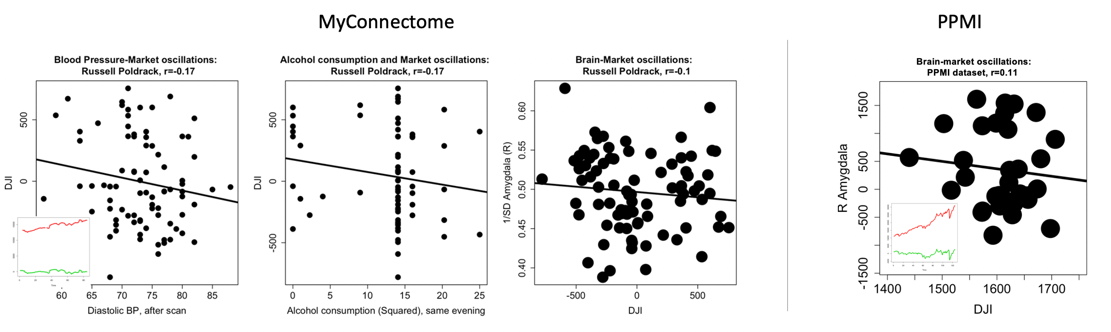 MyConnectome
PPMI
Blood Pressure-Market oscillations:
Russell Poldrack, r=-0.17
DJI
500
0
60
65
70
75
80
85
Diastolic BP, after scan
Alcohol consumption and Market oscillations:
Russell Poldrack, r=-0.17
DJI
500
0
-500
0
5
10
15
20
25
Alcohol consumption (Squared), same evening
Brain-Market oscillations:
Russell Poldrack, r=-0.1
1/SD Amygdala (R)
0.60
0.55
0.50
0.45
0.40
-500
0
500
DJI
Brain-market oscillations:
PPMI dataset, r=0.11
R Amygdala
1500
500
0
-500
-1500
1400
1500
1600
1700
DJI